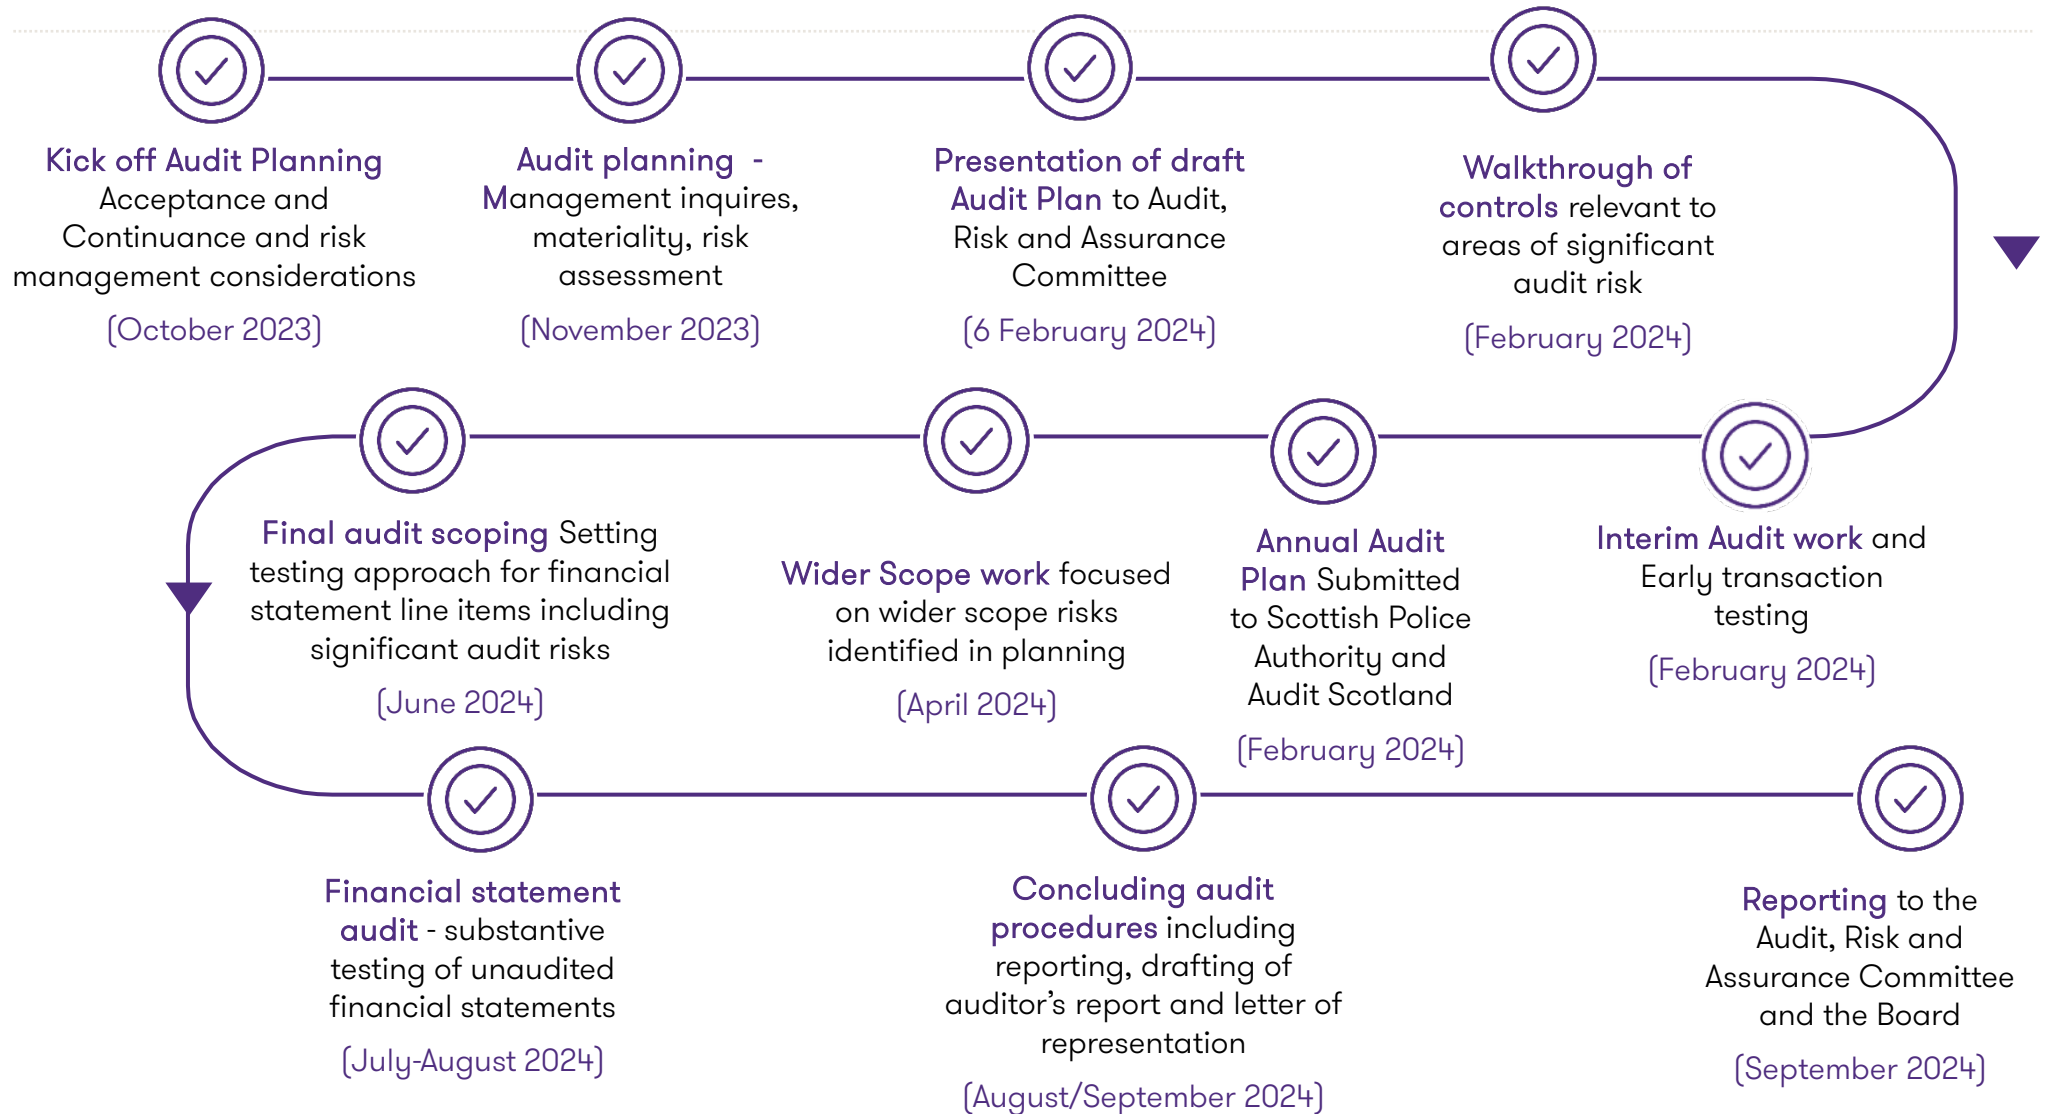 Kick off Audit Planning
Acceptance and
Continuance and risk
management considerations
(October 2023)
Audit planning -
Management inquires,
materiality, risk
assessment
(November 2023)
Presentation of draft
Audit Plan to Audit,
Risk and Assurance
Committee
(6 February 2024)
Walkthrough of
controls relevant to
areas of significant
audit risk
(February 2024)
Interim Audit work and
Early transaction
testing
(February 2024)
Annual Audit
Plan Submitted
to Scottish Police
Authority and
Audit Scotland
(February 2024)
Wider Scope work focused
on wider scope risks
identified in planning
(April 2024)
Final audit scoping Setting
testing approach for financial
statement line items including
significant audit risks
(June 2024)
Financial statement
audit - substantive
testing of unaudited
financial statements
(July-August 2024)
Concluding audit
procedures including
reporting, drafting of
auditor’s report and letter of
representation
(August/September 2024)
Reporting to the
Audit, Risk and
Assurance Committee
and the Board
(September 2024)